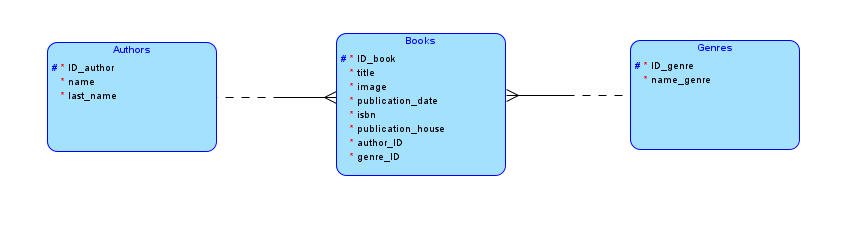 Authors
# * ID_author
* name
* last_name
Books
# * ID_book
* title
* image
* publication_date
* isbn
* publication_house
* author_ID
* genre_ID
Genres
# * ID_genre
* name_genre